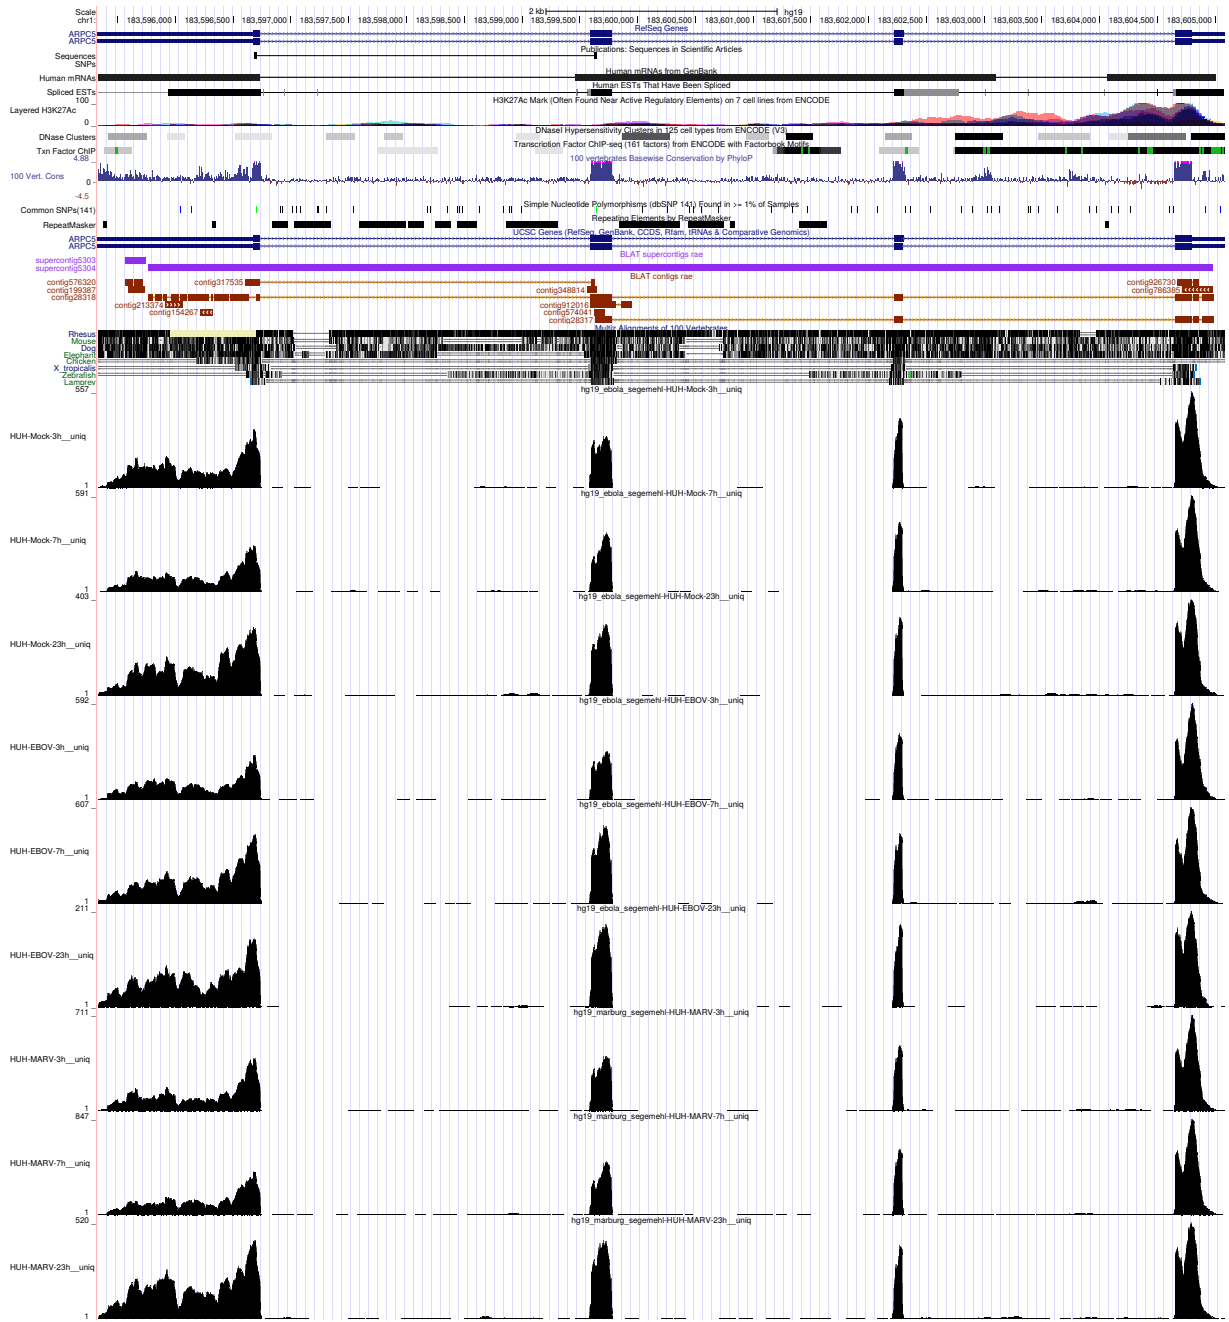 Scale
2 kb
hg19
chr1:
183,596,000
183,596,500
183,597,000
183,597,500
183,598,000
183,598,500
183,599,000
183,599,500
183,600,000
183,600,500
183,601,000
183,601,500
183,602,000
183,602,500
183,603,000
183,603,500
183,604,000
183,604,500
183,605,000
RefSeq Genes
ARPC5
ARPC5
Publications: Sequences in Scientific Articles
Sequences
SNPs
Human mRNAs from GenBank
Human mRNAs
Human ESTs That Have Been Spliced
Spliced ESTs
H3K27Ac Mark (Often Found Near Active Regulatory Elements) on 7 cell lines from ENCODE
100
Layered H3K27Ac
0
DNaseI Hypersensitivity Clusters in 125 cell types from ENCODE (V3)
DNase Clusters
Transcription Factor ChIP-seq (161 factors) from ENCODE with Factorbook Motifs
Txn Factor ChIP
100 vertebrates Basewise Conservation by PhyloP
4.88
100 Vert. Cons
0
-4.5
Simple Nucleotide Polymorphisms (dbSNP 141) Found in >= 1% of Samples
Common SNPs(141)
Repeating Elements by RepeatMasker
RepeatMasker
UCSC Genes (RefSeq, GenBank, CCDS, Rfam, tRNAs & Comparative Genomics)
ARPC5
ARPC5
BLAT supercontigs rae
supercontig5303
supercontig5304
BLAT contigs rae
contig576320
contig317535
contig926730
contig199387
contig348814
contig786385
contig28318
contig213374
contig912016
contig154267
contig574041
contig28317
Multiz Alignments of 100 Vertebrates
Rhesus
Mouse
Dog
Elephant
Chicken
X_tropicalis
Zebrafish
Lamprey
hg19_ebola_segemehl-HUH-Mock-3h__uniq
557
HUH-Mock-3h__uniq
1
hg19_ebola_segemehl-HUH-Mock-7h__uniq
591
HUH-Mock-7h__uniq
1
hg19_ebola_segemehl-HUH-Mock-23h__uniq
403
HUH-Mock-23h__uniq
1
hg19_ebola_segemehl-HUH-EBOV-3h__uniq
592
HUH-EBOV-3h__uniq
1
hg19_ebola_segemehl-HUH-EBOV-7h__uniq
607
HUH-EBOV-7h__uniq
1
hg19_ebola_segemehl-HUH-EBOV-23h__uniq
211
HUH-EBOV-23h__uniq
1
hg19_marburg_segemehl-HUH-MARV-3h__uniq
711
HUH-MARV-3h__uniq
1
hg19_marburg_segemehl-HUH-MARV-7h__uniq
847
HUH-MARV-7h__uniq
1
hg19_marburg_segemehl-HUH-MARV-23h__uniq
520
HUH-MARV-23h__uniq
1